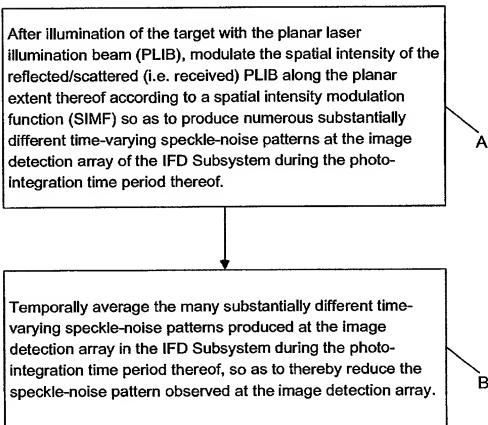 After illumination of the target with the planar laser
illumination beam (PLIB), modulate the spatial intensity of the
reflected/scattered (i.e. received) PLIB along the planar
extent thereof according to a spatial intensity modulation
function (SIMF) so as to produce numerous substantially
different time-varying speckle-noise patterns at the image
detection array of the IFD Subsystem during the photo-
integration time period thereof.
A
Temporally average the many substantially different time-
varying speckle-noise patterns produced at the image
detection array in the IFD Subsystem during the photo-
integration time period thereof, so as to thereby reduce the
speckle-noise pattern observed at the image detection array.
B